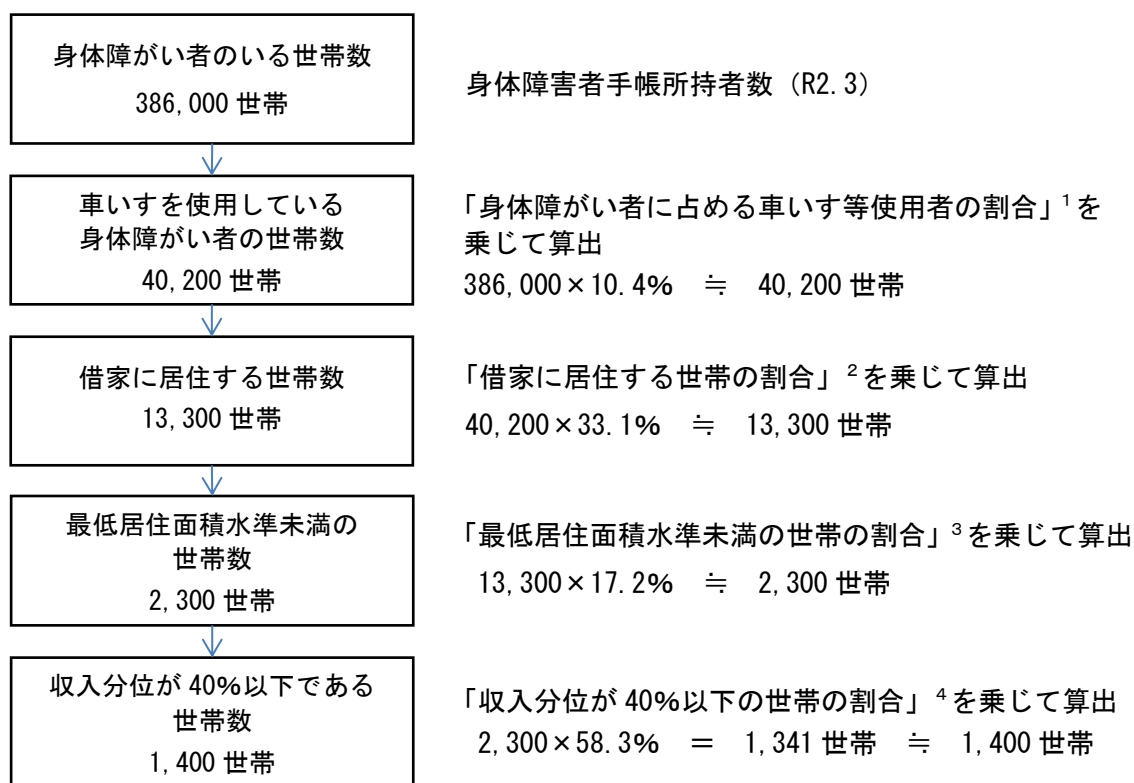 身体障がい者のいる世帯数
386,000 世帯
身体障害者手帳所持者数（R2.3）
車いすを使用している
身体障がい者の世帯数
40,200 世帯
「身体障がい者に占める車いす等使用者の割合」¹を
乗じて算出
386,000×10.4% ≒ 40,200 世帯
借家に居住する世帯数
13,300 世帯
「借家に居住する世帯の割合」²を乗じて算出
40,200×33.1% ≒ 13,300 世帯
最低居住面積水準未満の
世帯数
2,300 世帯
「最低居住面積水準未満の世帯の割合」³を乗じて算出
13,300×17.2% ≒ 2,300 世帯
収入分位が 40%以下である
世帯数
1,400 世帯
「収入分位が 40%以下の世帯の割合」⁴を乗じて算出
2,300×58.3% ＝ 1,341 世帯 ≒ 1,400 世帯